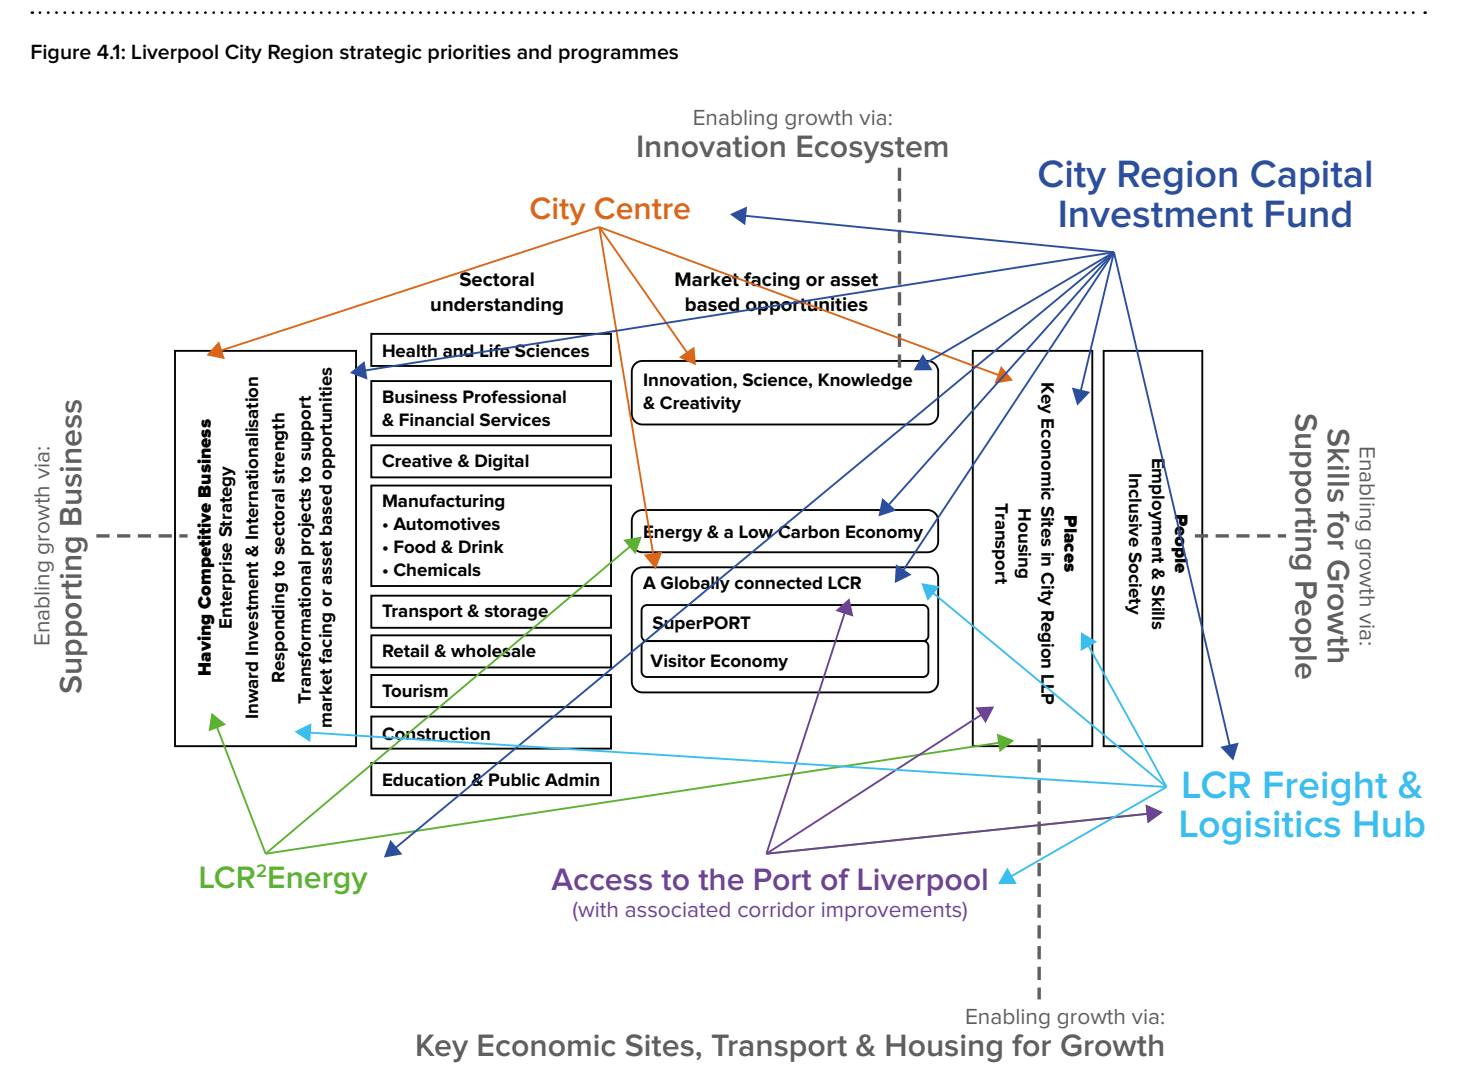 Figure 4.1: Liverpool City Region strategic priorities and programmes
Enabling growth via:
Innovation Ecosystem
City Region Capital
Investment Fund
City Centre
Sectoral
understanding
Market facing or asset
based opportunities
Enabling growth via:
Supporting Business
Having Competitive Business
Enterprise Strategy
Inward Investment & Internationalisation
Responding to sectoral strength
Transformational projects to support
market facing or asset based opportunities
Health and Life Sciences
Business Professional
& Financial Services
Creative & Digital
Manufacturing
• Automotives
• Food & Drink
• Chemicals
Transport & storage
Retail & wholesale
Tourism
Construction
Education & Public Admin
Innovation, Science, Knowledge
& Creativity
Energy & a Low Carbon Economy
A Globally connected LCR
SuperPORT
Visitor Economy
Places
Key Economic Sites in City Region LLP
Housing
Transport
People
Employment & Skills
Inclusive Society
Enabling growth via:
Skills for Growth
Supporting People
LCR Freight &
Logisitics Hub
LCR²Energy
Access to the Port of Liverpool
(with associated corridor improvements)
Enabling growth via:
Key Economic Sites, Transport & Housing for Growth